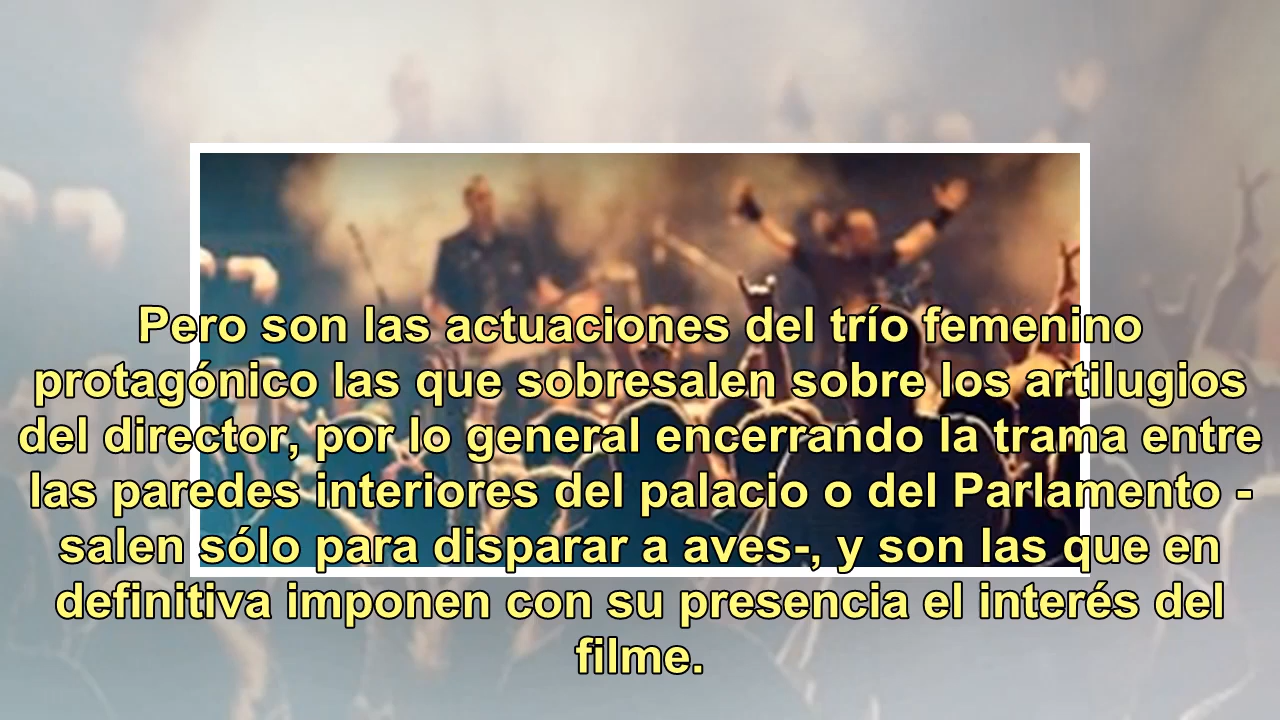 Pero son las actuaciones del trío femenino
protagónico las que sobresalen sobre los artilugios
del director, por lo general encerrando la trama entre
las paredes interiores del palacio o del Parlamento -
salen sólo para disparar a aves-, y son las que en
definitiva imponen con su presencia el interés del
filme.